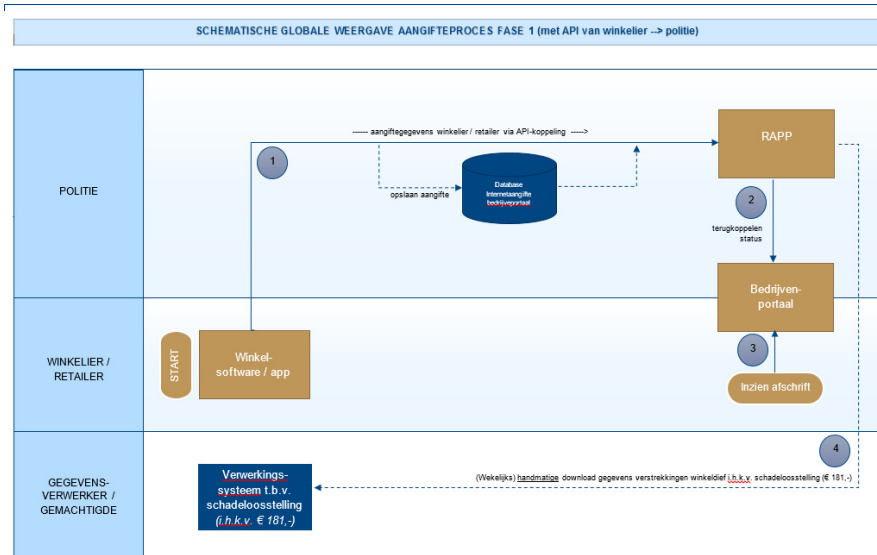 SCHEMATISCHE GLOBALE WEERGAVE AANGIFTEPROCES FASE 1 (met API van winkelier --> politie)
POLITIE
1
------ aangiftegegevens winkelier / retailer via API-koppeling ----->
RAPP
opslaan aangifte
Database
Internetaangifte
bedrijveportaal
2
terugkoppelen
status
Bedrijven-
portaal
WINKELIER /
RETAILER
START
Winkel-
software / app
3
Inzien afschrift
GEGEVENS-
VERWERKER /
GEMACHTIGDE
Verwerkings-
systeem t.b.v.
schadeloosstelling
(i.h.k.v. € 181,-)
4
(Wekelijks) handmatige download gegevens verstrekkingen winkeldief i.h.k.v. schadeloosstelling (€ 181,-)